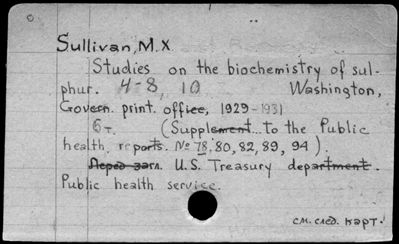 Sullivan, M.X
Studies on the biochemistry of sul-
phur. 4-8, 10 Washington,
Govern. print. office, 1929-1931
6т. (Supplement... to the Public
health reports. № 78, 80, 82, 89, 94).
Перед загл. U.S. Treasury department.
Public health service.
см. след. карт.